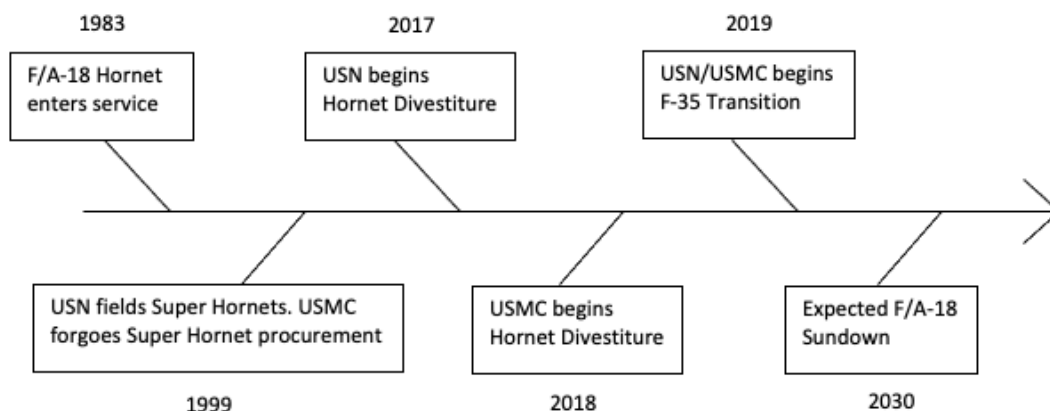 1983
2017
2019
F/A-18 Hornet
enters service
USN begins
Hornet Divestiture
USN/USMC begins
F-35 Transition
USN fields Super Hornets. USMC
forgoes Super Hornet procurement
USMC begins
Hornet Divestiture
Expected F/A-18
Sundown
1999
2018
2030